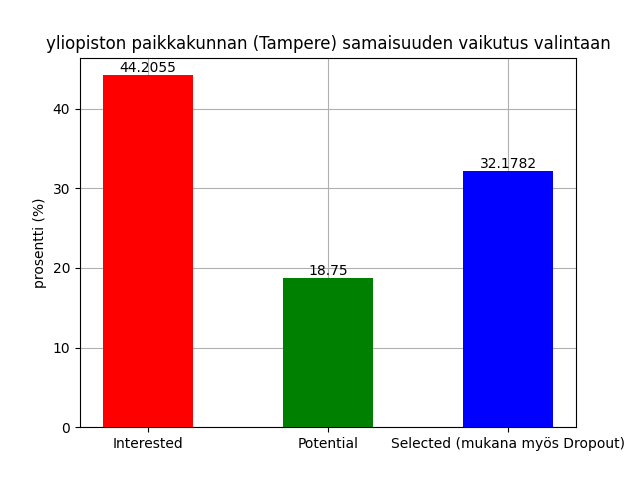 yliopiston paikkakunnan (Tampere) samaisuuden vaikutus valintaan
44.2055
40
32.1782
prosentti (%)
30
20
18.75
10
0
Interested
Potential
Selected (mukana myös Dropout)